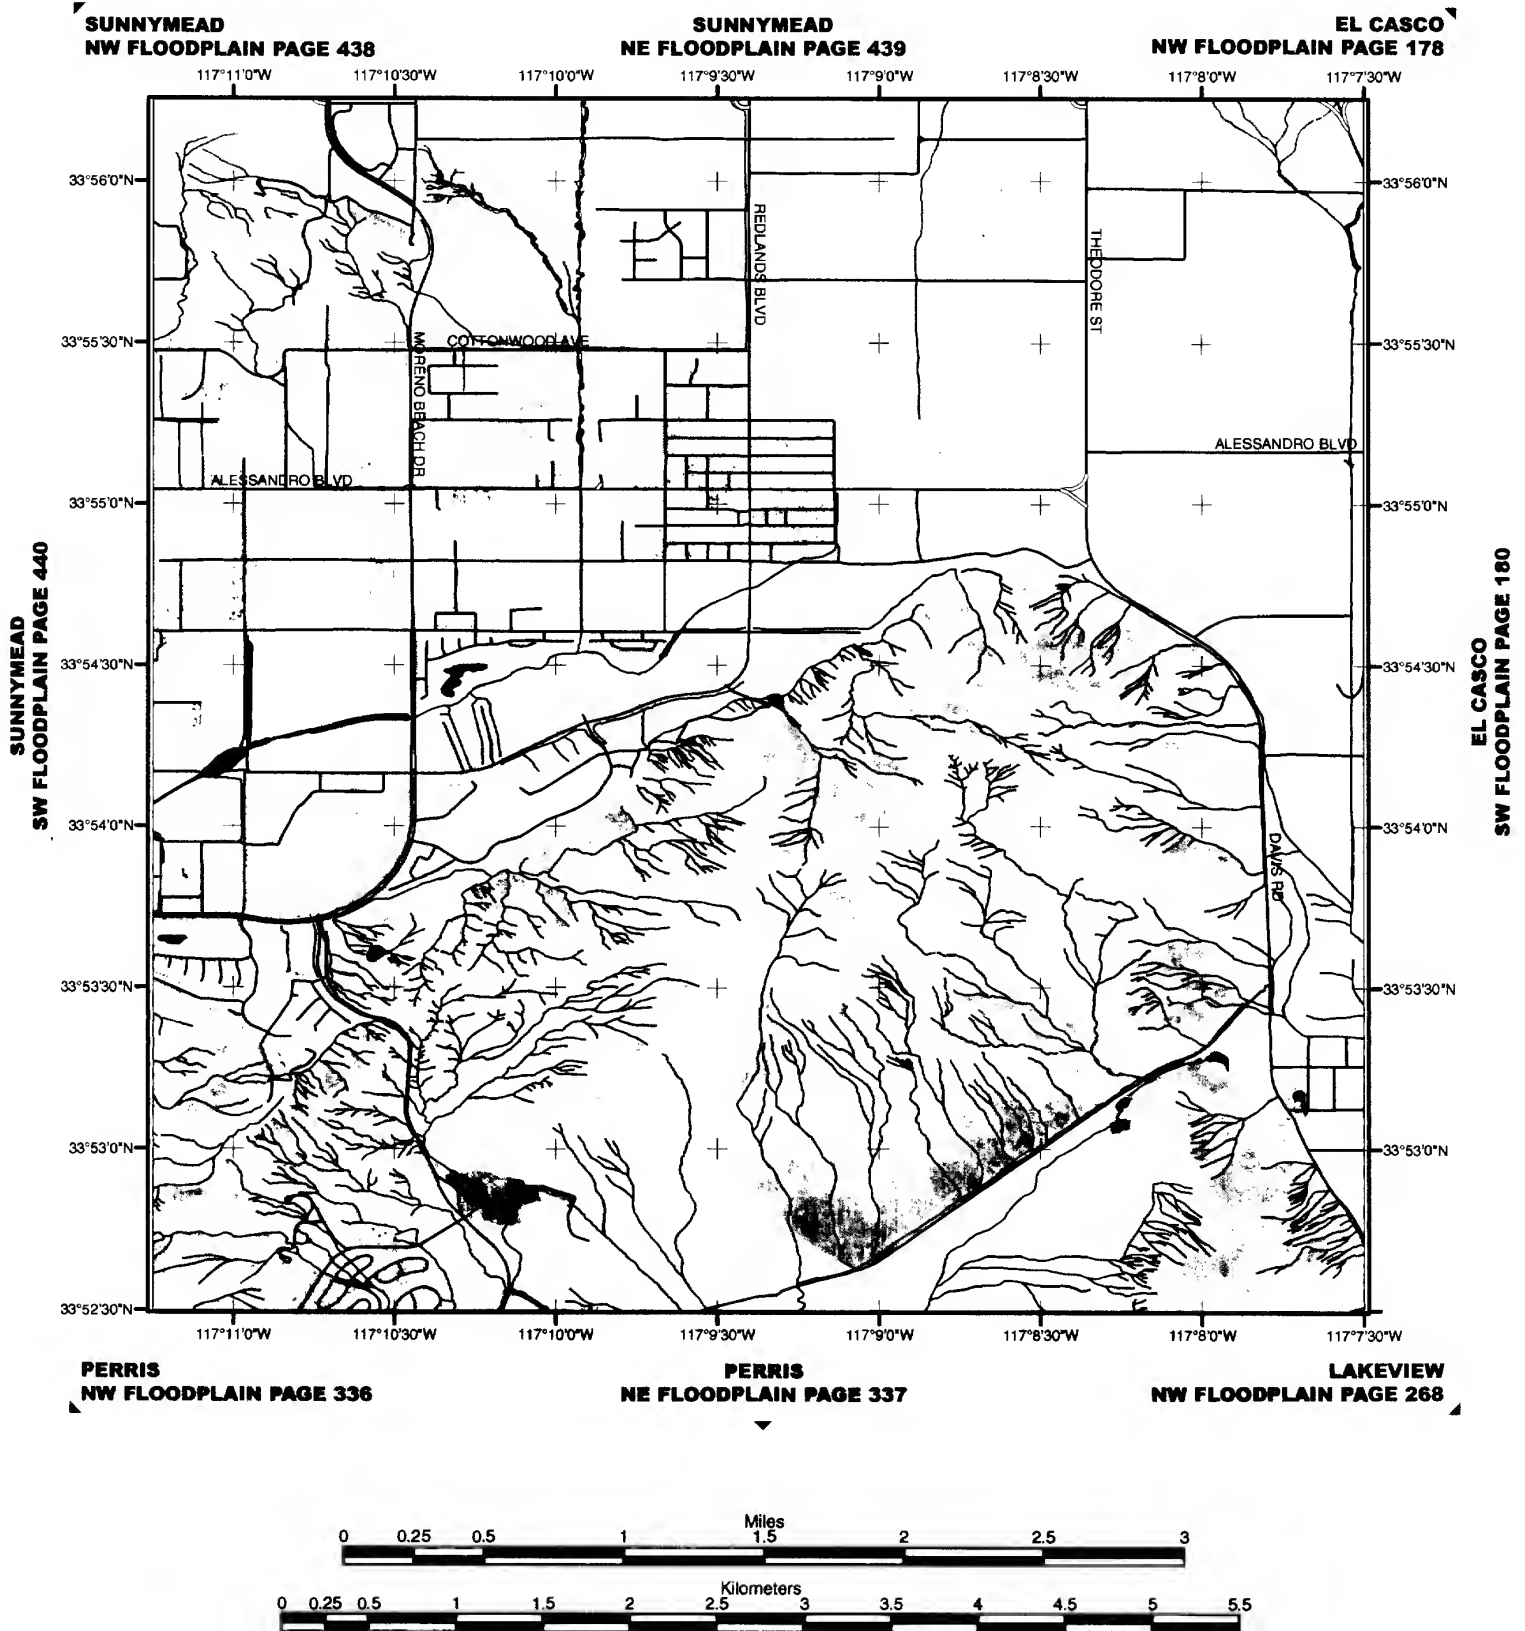 SUNNYMEAD
NW FLOODPLAIN PAGE 438
SUNNYMEAD
NE FLOODPLAIN PAGE 439
EL CASCO
NW FLOODPLAIN PAGE 178
117°11'0"W
117°10'30"W
117°10'0"W
117°9'30"W
117°9'0"W
117°8'30"W
117°8'0"W
117°7'30"W
33°56'0"N
33°56'0"N
REDLANDS BLVD
THEODORE ST
33°55'30"N
COTTONWOOD AVE
33°55'30"N
MORENO BEACH DR
ALESSANDRO BLVD
ALESSANDRO BLVD
33°55'0"N
33°55'0"N
SUNNYMEAD
SW FLOODPLAIN PAGE 440
EL CASCO
SW FLOODPLAIN PAGE 180
33°54'30"N
33°54'30"N
33°54'0"N
33°54'0"N
DAVIS RD
33°53'30"N
33°53'30"N
33°53'0"N
33°53'0"N
33°52'30"N
117°11'0"W
117°10'30"W
117°10'0"W
117°9'30"W
117°9'0"W
117°8'30"W
117°8'0"W
117°7'30"W
PERRIS
NW FLOODPLAIN PAGE 336
PERRIS
NE FLOODPLAIN PAGE 337
LAKEVIEW
NW FLOODPLAIN PAGE 268
Miles
0 0.25 0.5 1 1.5 2 2.5 3
Kilometers
0 0.25 0.5 1 1.5 2 2.5 3 3.5 4 4.5 5 5.5